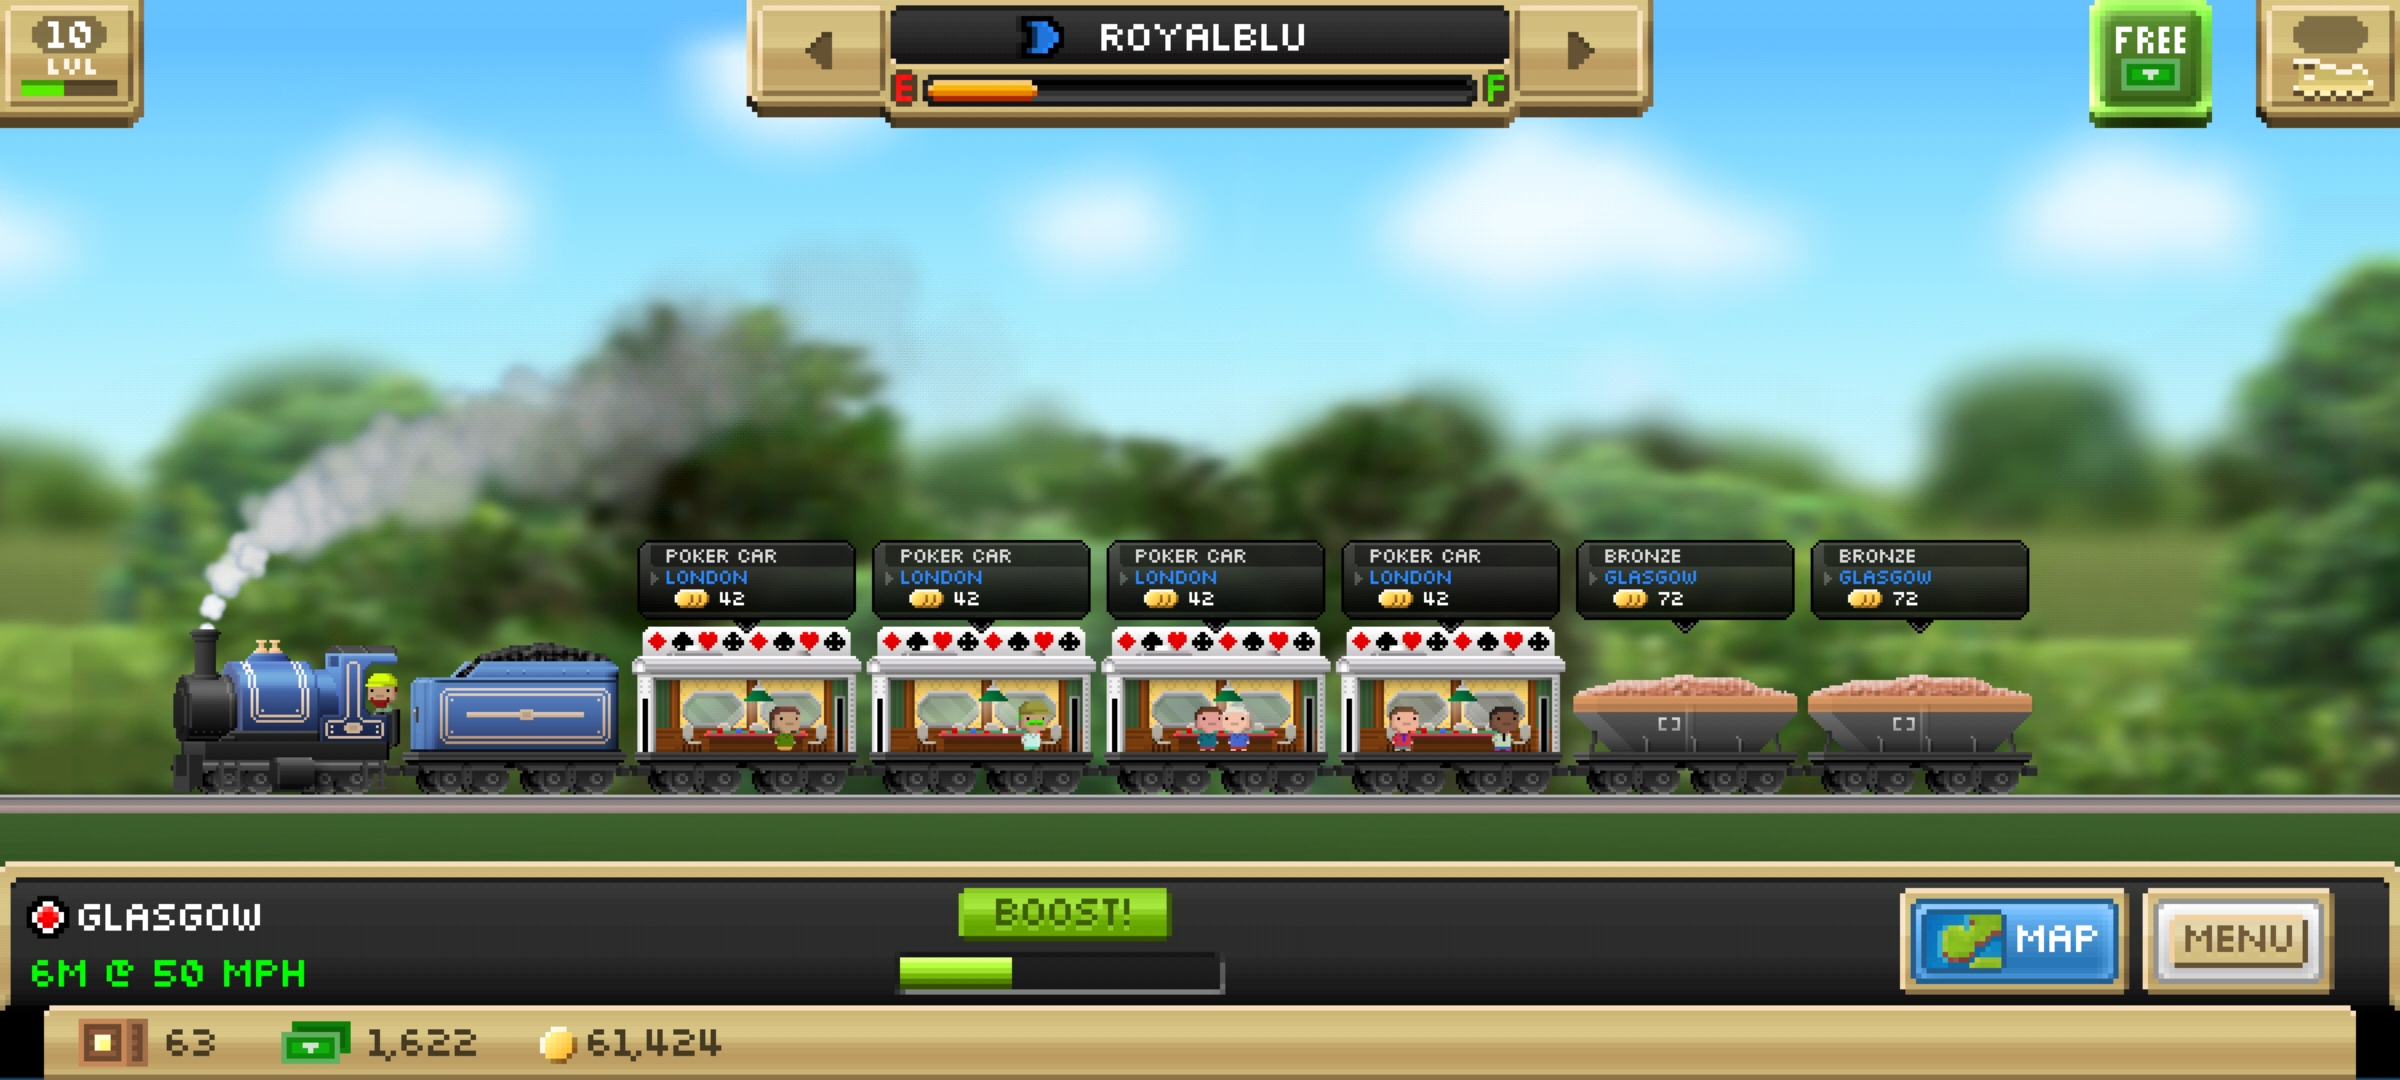 10
LVL
ROYALBLU
E
F
FREE
POKER CAR
LONDON
42
POKER CAR
LONDON
42
POKER CAR
LONDON
42
POKER CAR
LONDON
42
BRONZE
GLASGOW
72
BRONZE
GLASGOW
72
GLASGOW
6M @ 50 MPH
BOOST!
MAP
MENU
63
1,622
61,424